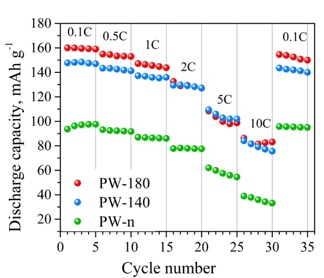 Discharge capacity, mAh g⁻¹
180
160
140
120
100
80
60
40
20
0.1C
0.5C
1C
2C
5C
10C
0.1C
PW-180
PW-140
PW-n
0 5 10 15 20 25 30 35
Cycle number